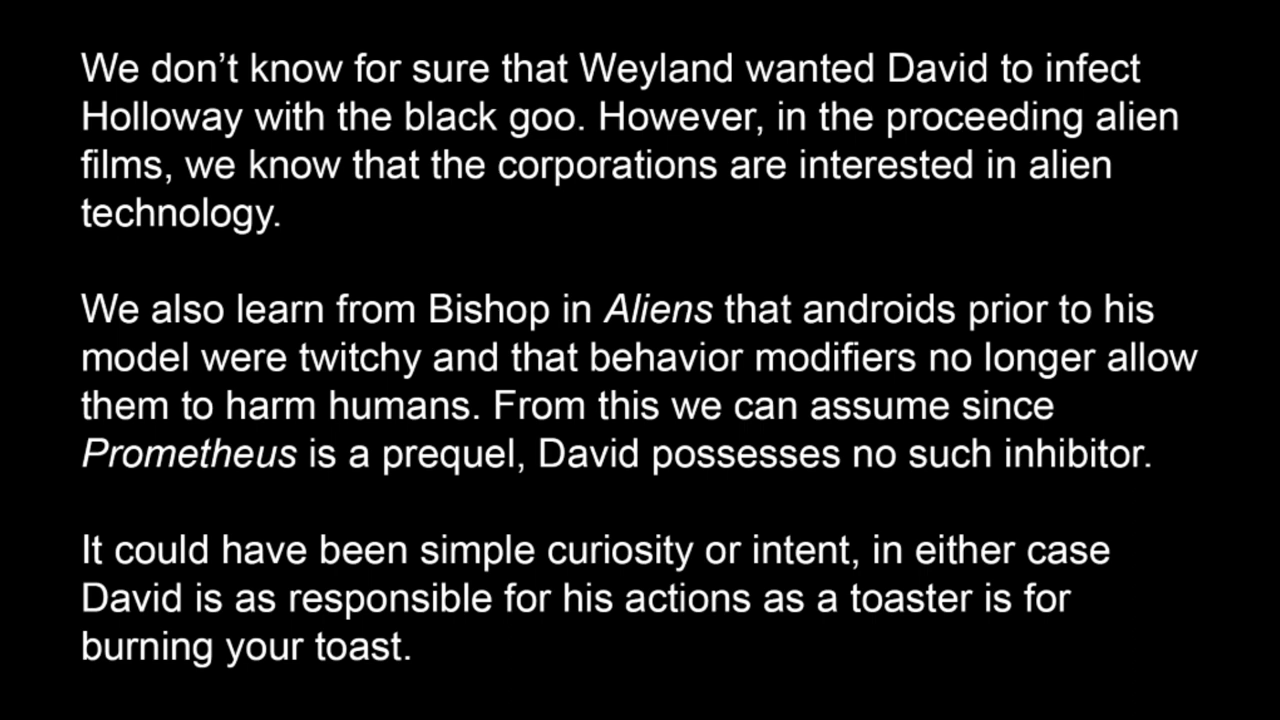 We don’t know for sure that Weyland wanted David to infect
Holloway with the black goo. However, in the proceeding alien
films, we know that the corporations are interested in alien
technology.
We also learn from Bishop in Aliens that androids prior to his
model were twitchy and that behavior modifiers no longer allow
them to harm humans. From this we can assume since
Prometheus is a prequel, David possesses no such inhibitor.
It could have been simple curiosity or intent, in either case
David is as responsible for his actions as a toaster is for
burning your toast.